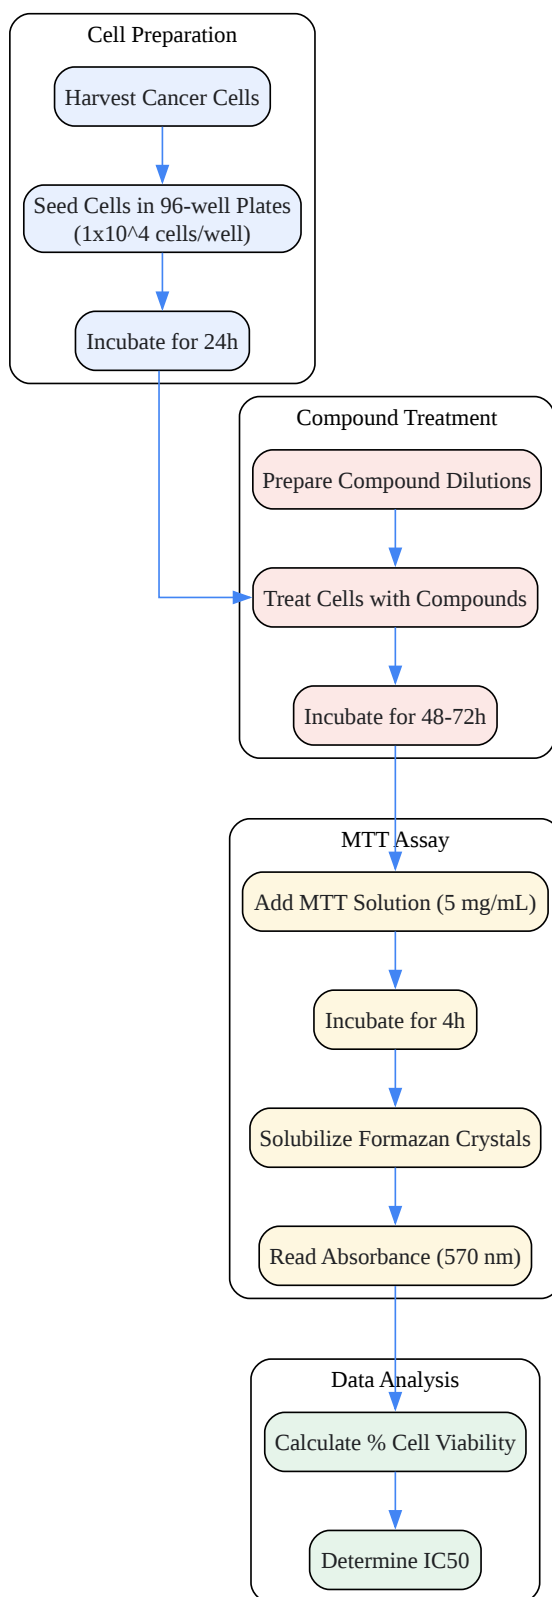 Cell Preparation
Harvest Cancer Cells
Seed Cells in 96-well Plates
(1x10^4 cells/well)
Incubate for 24h
Compound Treatment
Prepare Compound Dilutions
Treat Cells with Compounds
Incubate for 48-72h
MTT Assay
Add MTT Solution (5 mg/mL)
Incubate for 4h
Solubilize Formazan Crystals
Read Absorbance (570 nm)
Data Analysis
Calculate % Cell Viability
Determine IC50